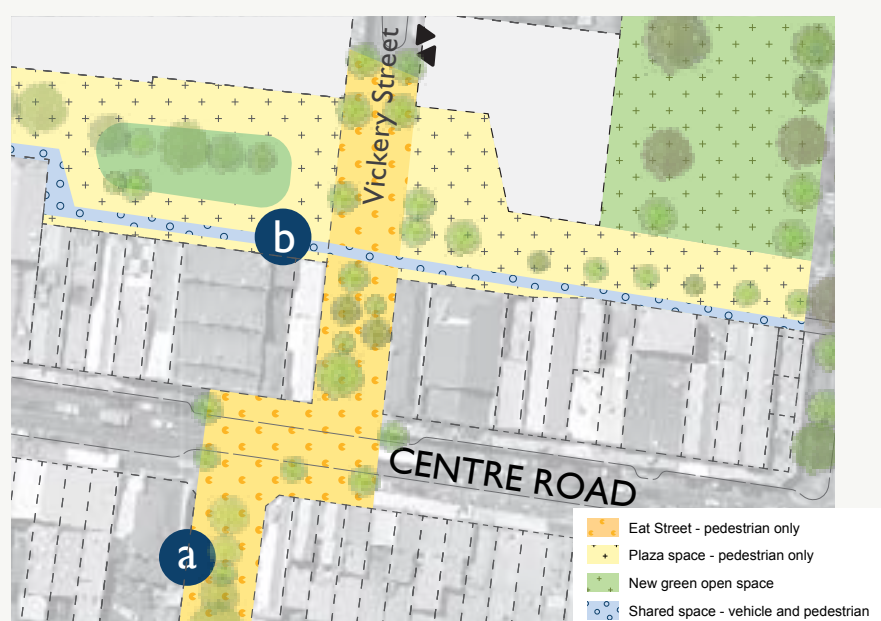 Vickery Street
b
CENTRE ROAD
a
Eat Street - pedestrian only
Plaza space - pedestrian only
New green open space
Shared space - vehicle and pedestrian